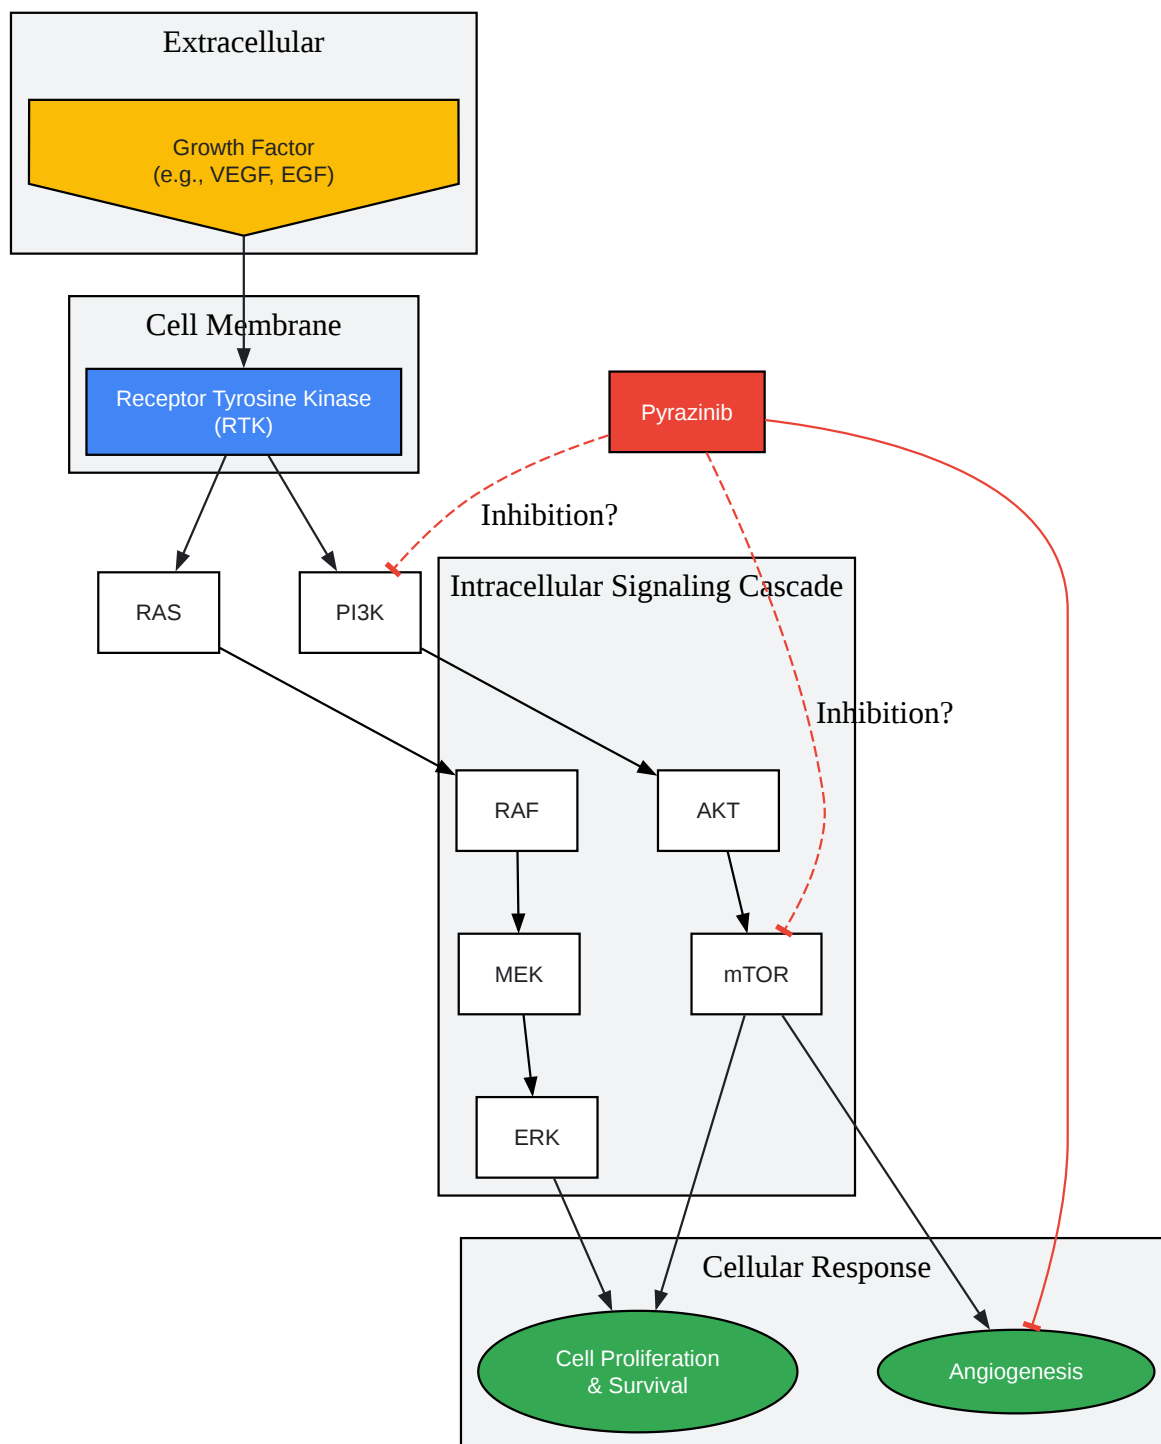 Extracellular
Growth Factor
(e.g., VEGF, EGF)
Cell Membrane
Receptor Tyrosine Kinase
(RTK)
Pyrazinib
Inhibition?
Intracellular Signaling Cascade
RAS
PI3K
Inhibition?
RAF
AKT
MEK
mTOR
ERK
Cellular Response
Cell Proliferation
& Survival
Angiogenesis